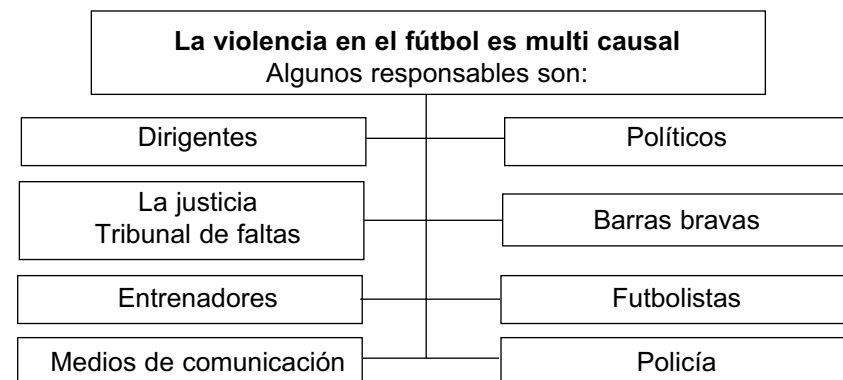 La violencia en el fútbol es multi causal
Algunos responsables son:
Dirigentes
Políticos
La justicia
Tribunal de faltas
Barras bravas
Entrenadores
Futbolistas
Medios de comunicación
Policía